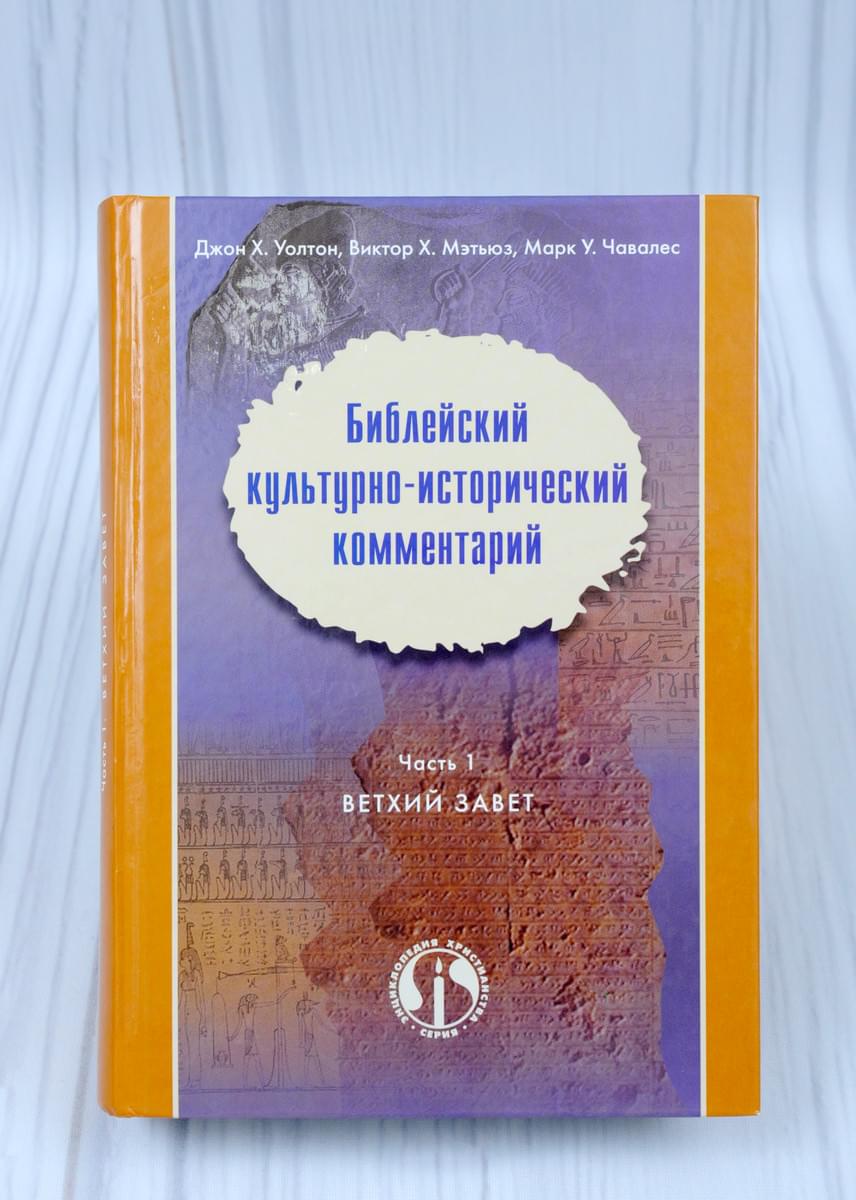 Джон Х. Уолтон, Виктор Х. Мэтьюз, Марк У. Чавалес
Библейский
культурно-исторический
комментарий
Часть 1
ВЕТХИЙ ЗАВЕТ
ЭНЦИКЛОПЕДИЯ ХРИСТИАНСТВА
• СЕРИЯ •
Часть 1. ВЕТХИЙ ЗАВЕТ